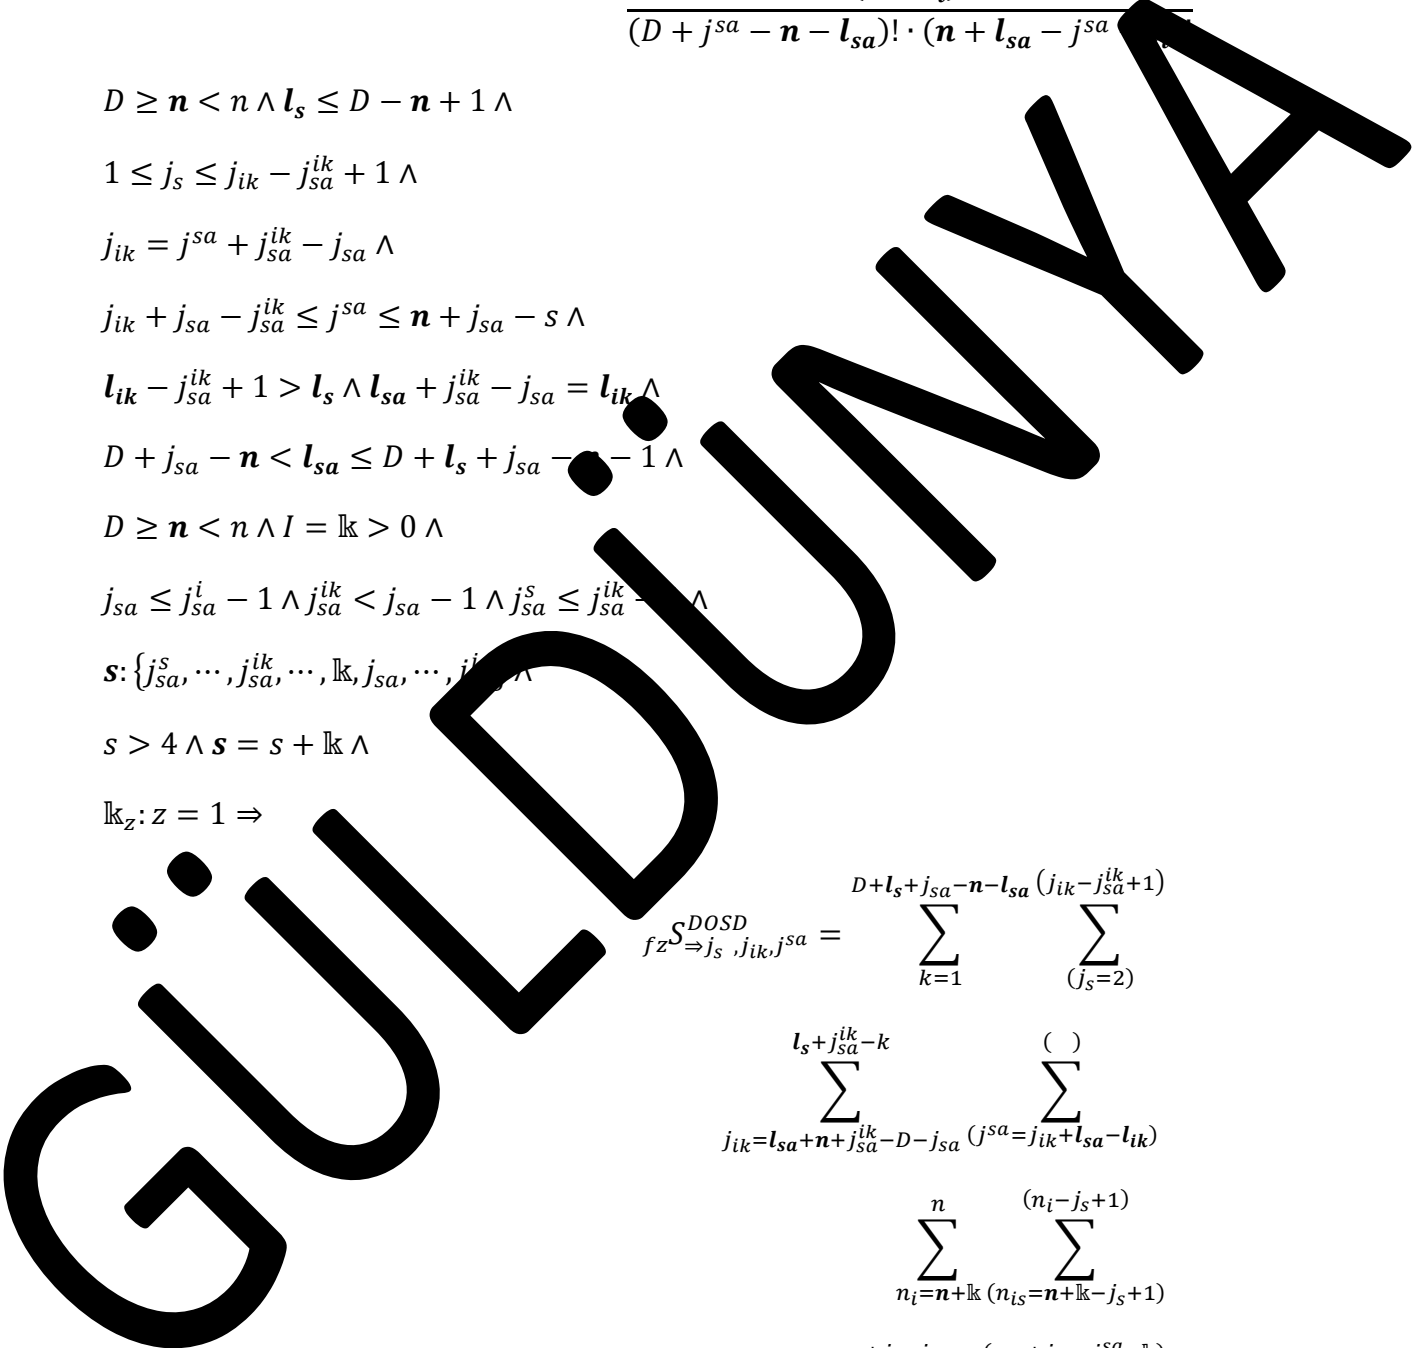 (D + j^{sa} − n − l_{sa})! · (n + l_{sa} − j^{sa}
D ≥ n < n ∧ l_s ≤ D − n + 1 ∧
1 ≤ j_s ≤ j_{ik} − j_{sa}^{ik} + 1 ∧
j_{ik} = j^{sa} + j_{sa}^{ik} − j_{sa} ∧
j_{ik} + j_{sa} − j_{sa}^{ik} ≤ j^{sa} ≤ n + j_{sa} − s ∧
l_{ik} − j_{sa}^{ik} + 1 > l_s ∧ l_{sa} + j_{sa}^{ik} − j_{sa} = l_{ik} ∧
D + j_{sa} − n < l_{sa} ≤ D + l_s + j_{sa} − − 1 ∧
D ≥ n < n ∧ I = 𝕜 > 0 ∧
j_{sa} ≤ j_{sa}^{i} − 1 ∧ j_{sa}^{ik} < j_{sa} − 1 ∧ j_{sa}^{s} ≤ j_{sa}^{ik} ∧
s: {j_{sa}^{s}, ⋯, j_{sa}^{ik}, ⋯, 𝕜, j_{sa}, ⋯, ∧
s > 4 ∧ s = s + 𝕜 ∧
𝕜_z: z = 1 ⇒
{}_{fz}S_{⇒j_s ,j_{ik},j^{sa}}^{DOSD} = \sum_{k=1}^{D+l_s+j_{sa}−n−l_{sa}} \sum_{(j_s=2)}^{(j_{ik}−j_{sa}^{ik}+1)}
\sum_{j_{ik}=l_{sa}+n+j_{sa}^{ik}−D−j_{sa}}^{l_s+j_{sa}^{ik}−k} \sum_{(j^{sa}=j_{ik}+l_{sa}−l_{ik})}^{( )}
\sum_{n_i=n+𝕜}^{n} \sum_{(n_{is}=n+𝕜−j_s+1)}^{(n_i−j_s+1)}
GÜLDÜNYA